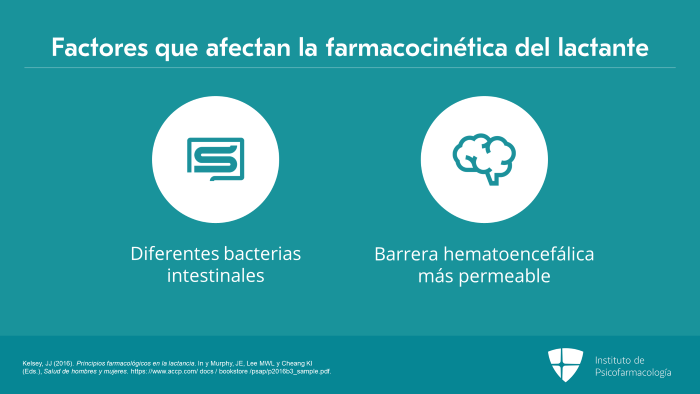 Factores que afectan la farmacocinética del lactante
Diferentes bacterias
intestinales
Barrera hematoencefálica
más permeable
Kelsey, JJ (2016). Principios farmacológicos en la lactancia. In y Murphy, JE, Lee MWL y Cheang KI
(Eds.), Salud de hombres y mujeres. https: //www.accp.com/ docs / bookstore /psap/p2016b3_sample.pdf.
Instituto de
Psicofarmacología